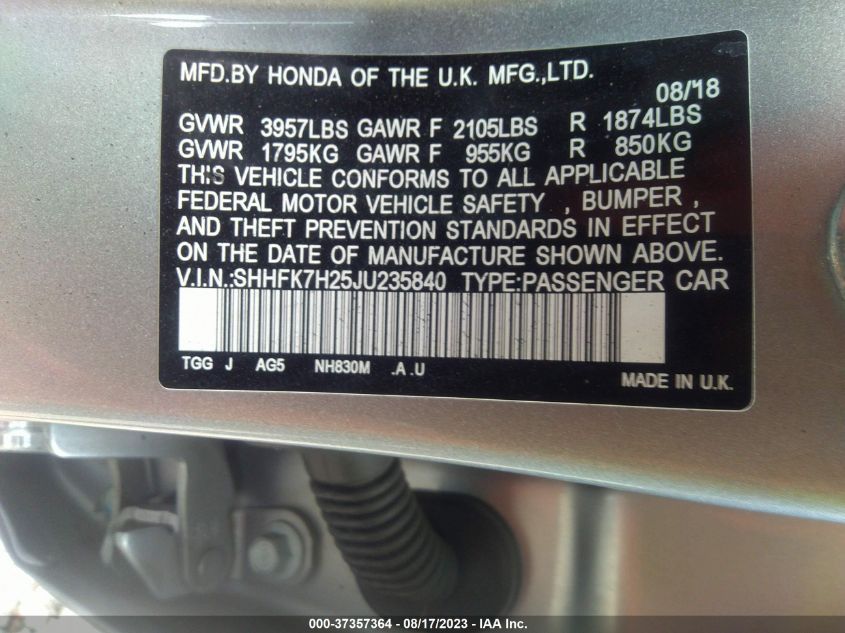 MFD.BY HONDA OF THE U.K. MFG.,LTD.
08/18
GVWR 3957LBS GAWR F 2105LBS R 1874LBS
GVWR 1795KG GAWR F 955KG R 850KG
THIS VEHICLE CONFORMS TO ALL APPLICABLE
FEDERAL MOTOR VEHICLE SAFETY , BUMPER ,
AND THEFT PREVENTION STANDARDS IN EFFECT
ON THE DATE OF MANUFACTURE SHOWN ABOVE.
V.I.N.:SHHFK7H25JU235840 TYPE:PASSENGER CAR
TGG J AG5 NH830M .A .U
MADE IN U.K.
000-37357364 - 08/17/2023 - IAA Inc.